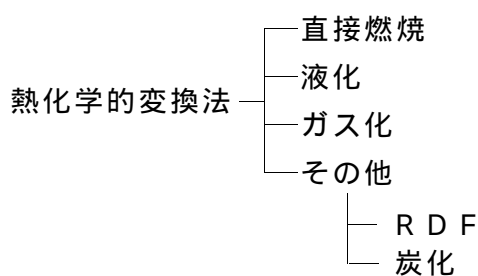 直接燃焼
液化
熱化学的変換法
ガス化
その他
ＲＤＦ
炭化